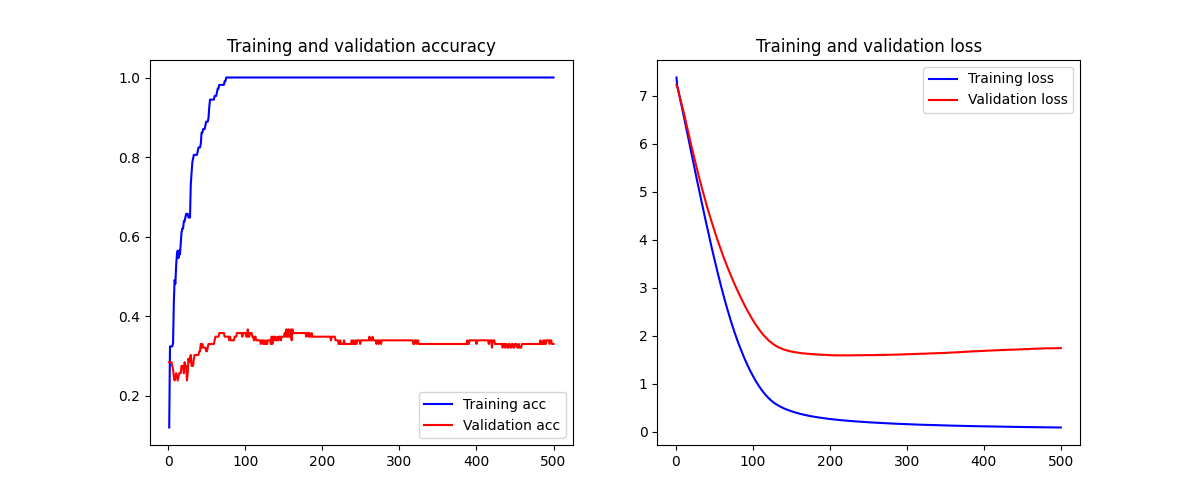 Training and validation accuracy
1.0
0.8
0.6
0.4
0.2
0 100 200 300 400 500
Training acc
Validation acc
Training and validation loss
7
6
5
4
3
2
1
0
0 100 200 300 400 500
Training loss
Validation loss